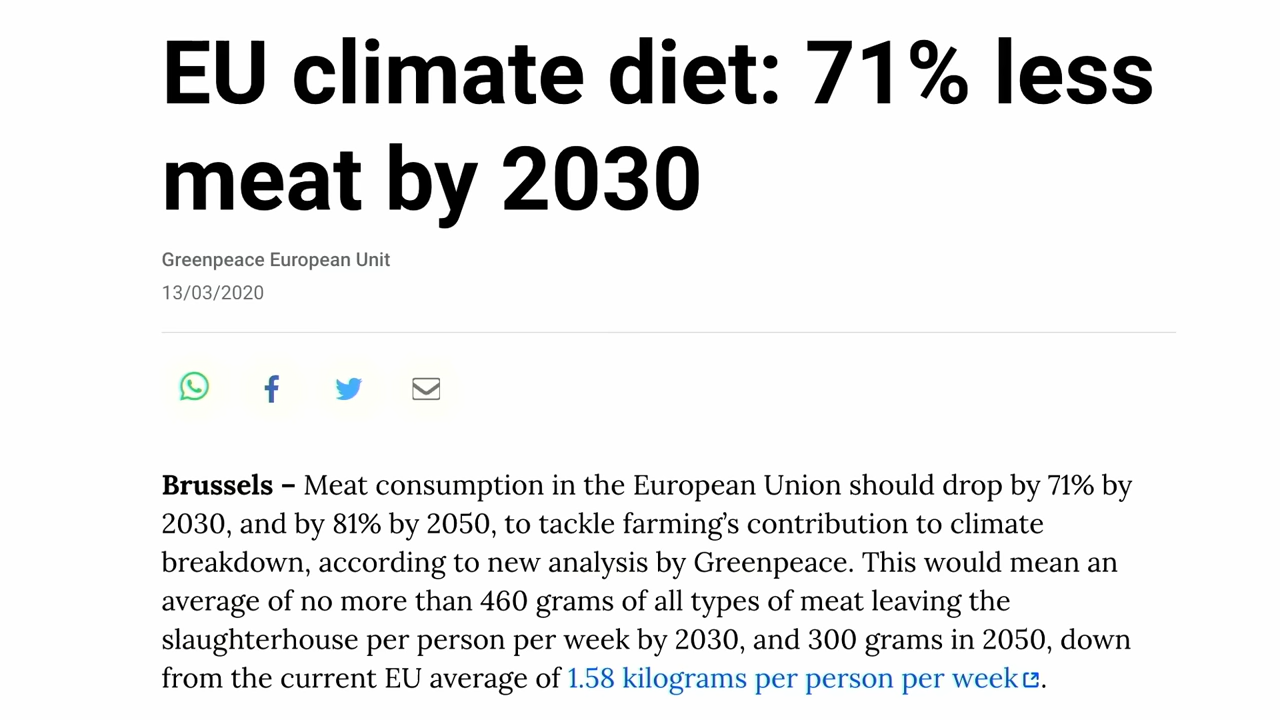 EU climate diet: 71% less
meat by 2030
Greenpeace European Unit
13/03/2020
Brussels – Meat consumption in the European Union should drop by 71% by
2030, and by 81% by 2050, to tackle farming’s contribution to climate
breakdown, according to new analysis by Greenpeace. This would mean an
average of no more than 460 grams of all types of meat leaving the
slaughterhouse per person per week by 2030, and 300 grams in 2050, down
from the current EU average of 1.58 kilograms per person per week.